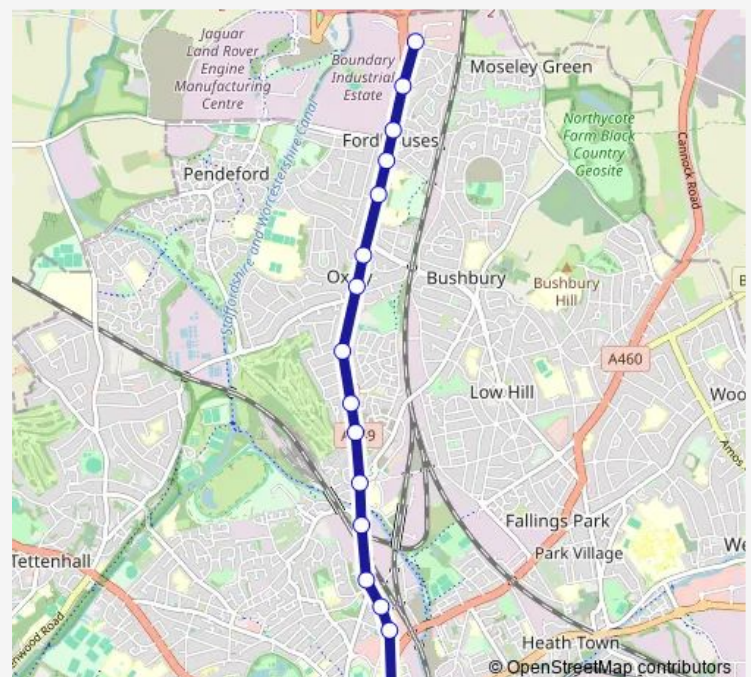 2
2
Jaguar
Land Rover
Engine
Manufacturing
Centre
Boundary
Industrial
Estate
Moseley Green
Northycote
Farm Black
Country
Geosite
Cannock Road
Pendeford
Staffordshire and Worcestershire Canal
Bushbury
Bushbury
Hill
A460
Low Hill
Fallings Park
Park Village
Tettenhall
Heath Town
© OpenStreetMap contributors